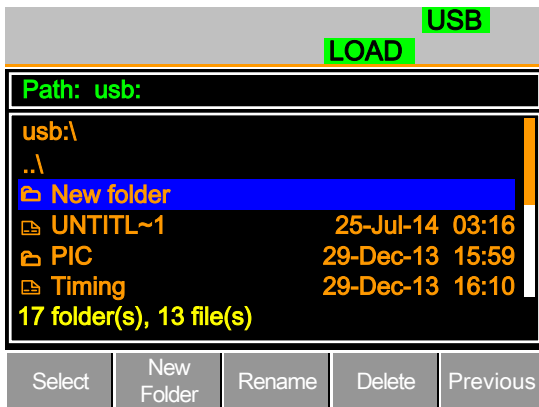 USB
LOAD
Path: usb:
usb:\
..\
New folder
UNTITL~1 25-Jul-14 03:16
PIC 29-Dec-13 15:59
Timing 29-Dec-13 16:10
17 folder(s), 13 file(s)
Select New Folder Rename Delete Previous